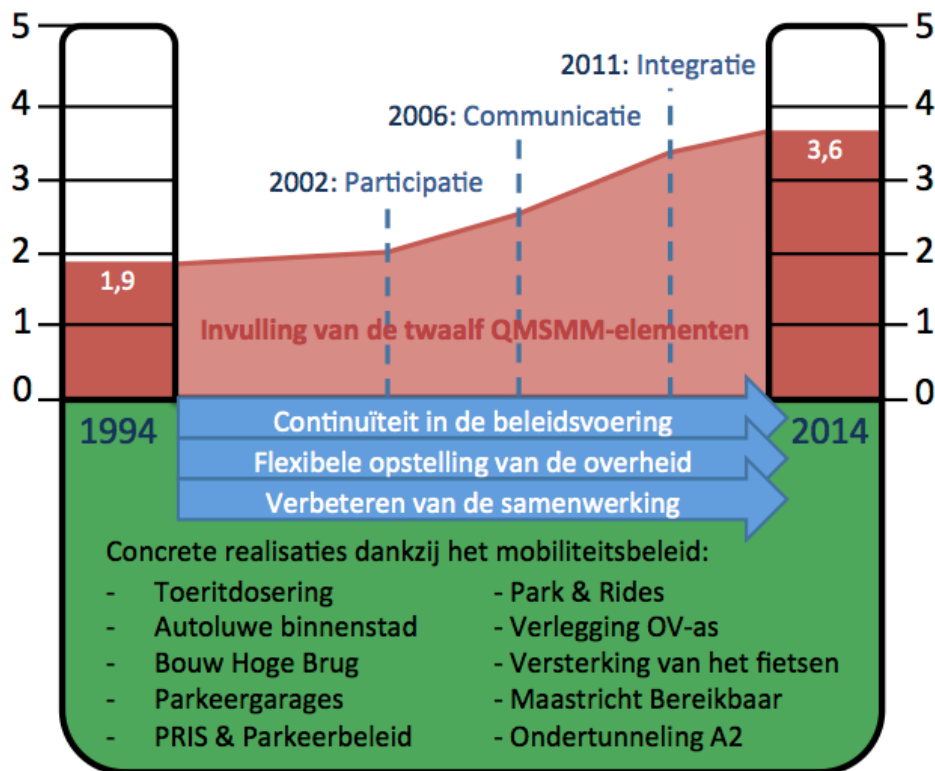 5
5
2011: Integratie
4
4
2006: Communicatie
3,6
3
3
2002: Participatie
2
2
1,9
1
Invulling van de twaalf QMSMM-elementen
1
0
0
1994
Continuïteit in de beleidsvoering
2014
Flexibele opstelling van de overheid
Verbeteren van de samenwerking
Concrete realisaties dankzij het mobiliteitsbeleid:
- Toeritdosering
- Park & Rides
- Autoluwe binnenstad
- Verlegging OV-as
- Bouw Hoge Brug
- Versterking van het fietsen
- Parkeergarages
- Maastricht Bereikbaar
- PRIS & Parkeerbeleid
- Ondertunneling A2